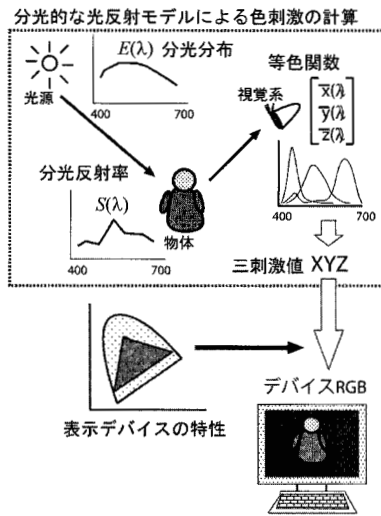 分光的な光反射モデルによる色刺激の計算
E(λ) 分光分布
光源
400
700
等色関数
視覚系
x̄(λ)
ȳ(λ)
z̄(λ)
分光反射率
S(λ)
400
700
物体
400
700
三刺激値 XYZ
デバイスRGB
表示デバイスの特性